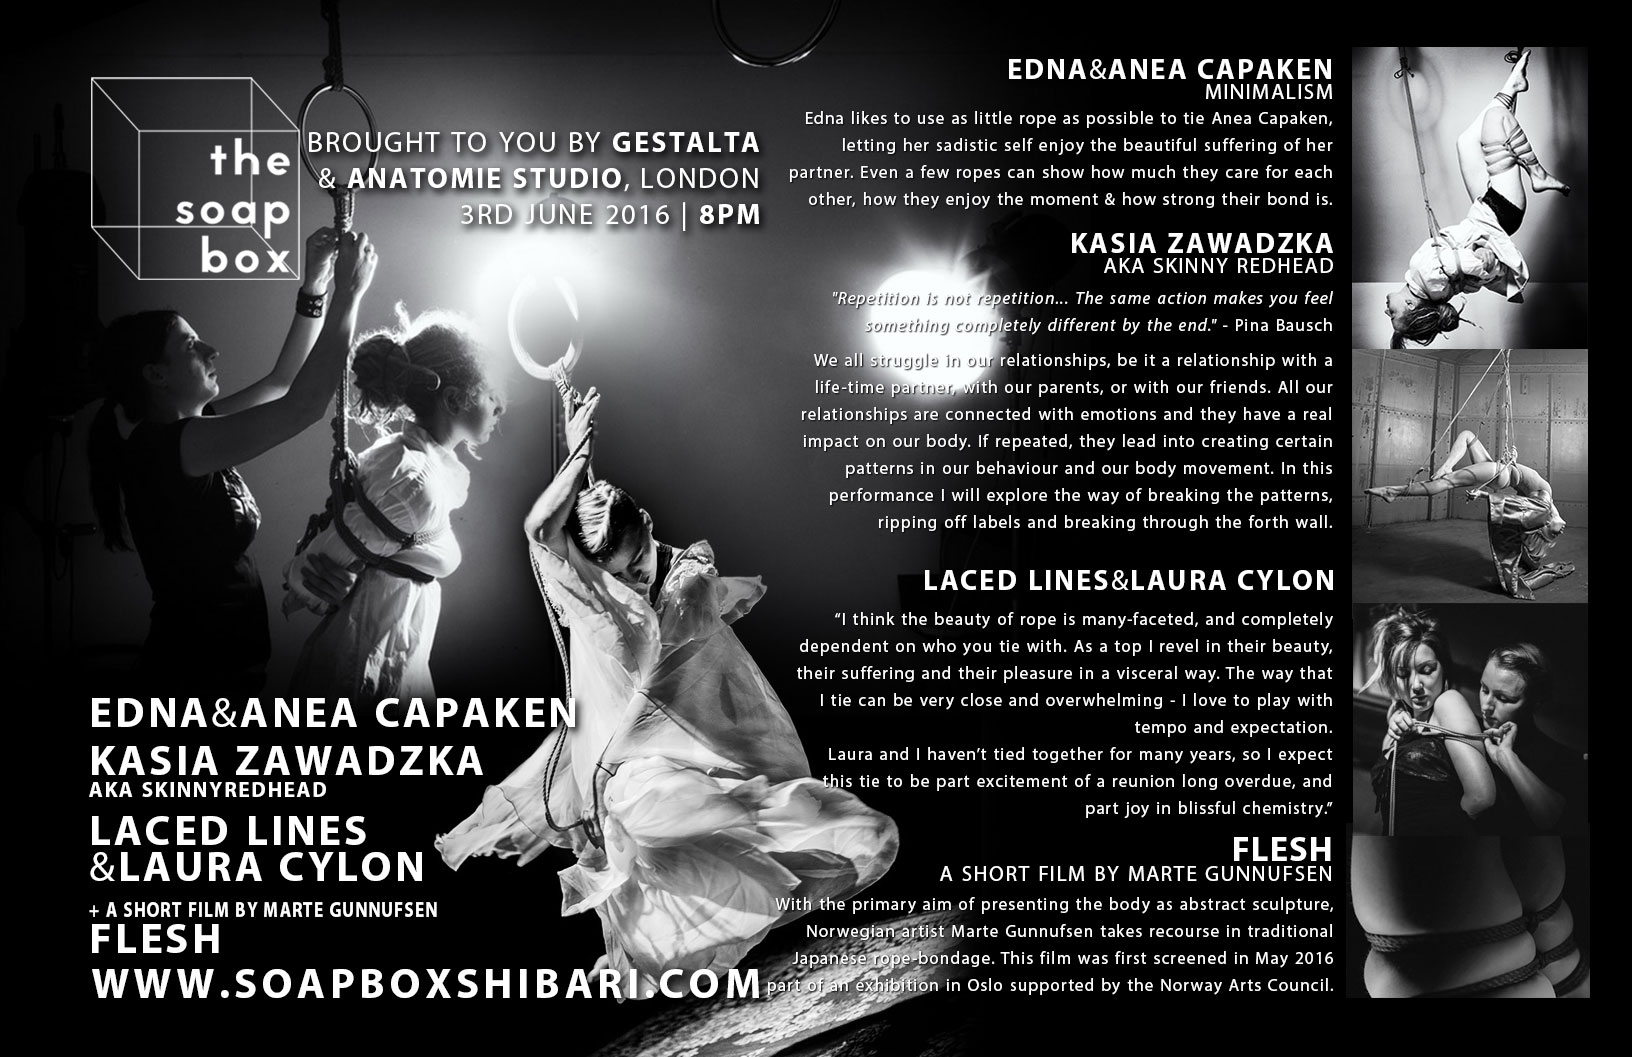 the
soap
box
BROUGHT TO YOU BY GESTALTA
& ANATOMIE STUDIO, LONDON
3RD JUNE 2016 | 8PM
EDNA&ANEA CAPAKEN
KASIA ZAWADZKA
AKA SKINNYREDHEAD
LACED LINES
&LAURA CYLON
+ A SHORT FILM BY MARTE GUNNUFSEN
FLESH
WWW.SOAPBOXSHIBARI.COM
EDNA&ANEA CAPAKEN
MINIMALISM
Edna likes to use as little rope as possible to tie Anea Capaken,
letting her sadistic self enjoy the beautiful suffering of her
partner. Even a few ropes can show how much they care for each
other, how they enjoy the moment & how strong their bond is.
KASIA ZAWADZKA
AKA SKINNY REDHEAD
"Repetition is not repetition... The same action makes you feel
something completely different by the end." - Pina Bausch
We all struggle in our relationships, be it a relationship with a
life-time partner, with our parents, or with our friends. All our
relationships are connected with emotions and they have a real
impact on our body. If repeated, they lead into creating certain
patterns in our behaviour and our body movement. In this
performance I will explore the way of breaking the patterns,
ripping off labels and breaking through the forth wall.
LACED LINES&LAURA CYLON
“I think the beauty of rope is many-faceted, and completely
dependent on who you tie with. As a top I revel in their beauty,
their suffering and their pleasure in a visceral way. The way that
I tie can be very close and overwhelming - I love to play with
tempo and expectation.
Laura and I haven’t tied together for many years, so I expect
this tie to be part excitement of a reunion long overdue, and
part joy in blissful chemistry.”
FLESH
A SHORT FILM BY MARTE GUNNUFSEN
With the primary aim of presenting the body as abstract sculpture,
Norwegian artist Marte Gunnufsen takes recourse in traditional
Japanese rope-bondage. This film was first screened in May 2016
part of an exhibition in Oslo supported by the Norway Arts Council.